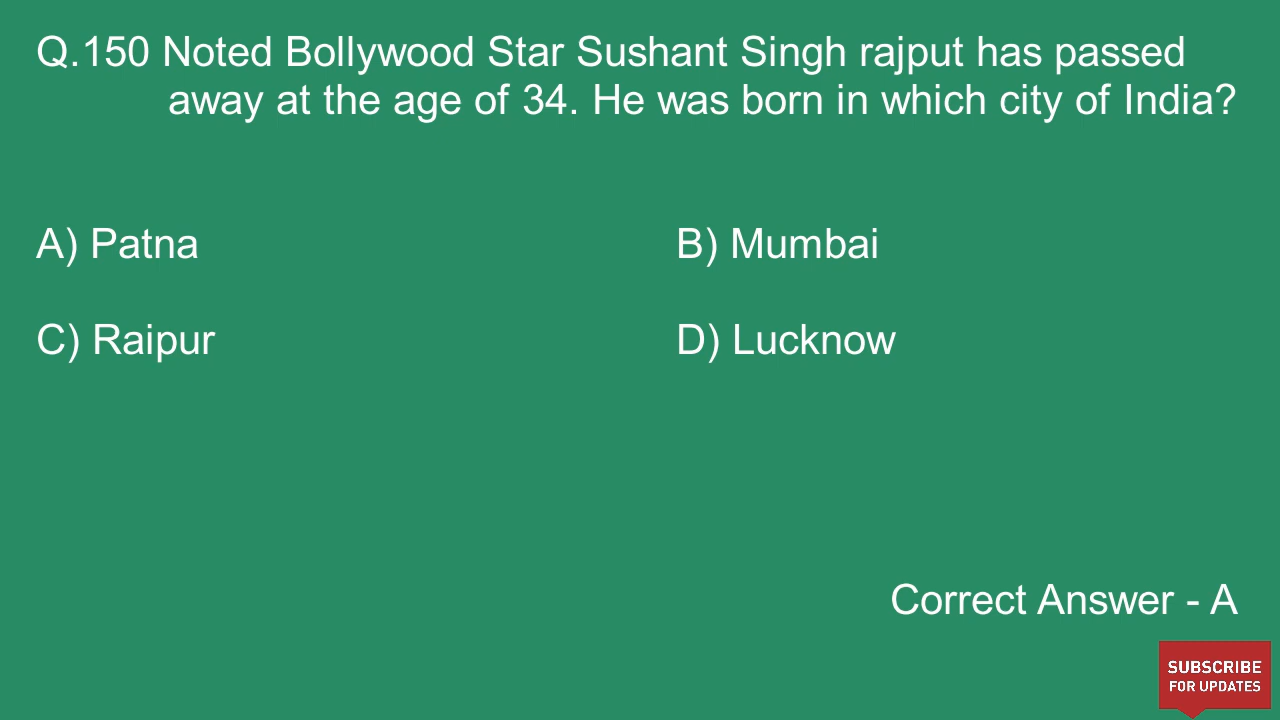 Q.150 Noted Bollywood Star Sushant Singh rajput has passed
away at the age of 34. He was born in which city of India?
A) Patna
B) Mumbai
C) Raipur
D) Lucknow
Correct Answer - A
SUBSCRIBE
FOR UPDATES